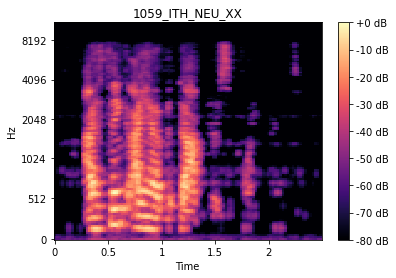 1059_ITH_NEU_XX
+0 dB
8192
-10 dB
4096
-20 dB
-30 dB
2048
Hz
-40 dB
1024
-50 dB
512
-60 dB
-70 dB
0
-80 dB
0 0.5 1 1.5 2
Time